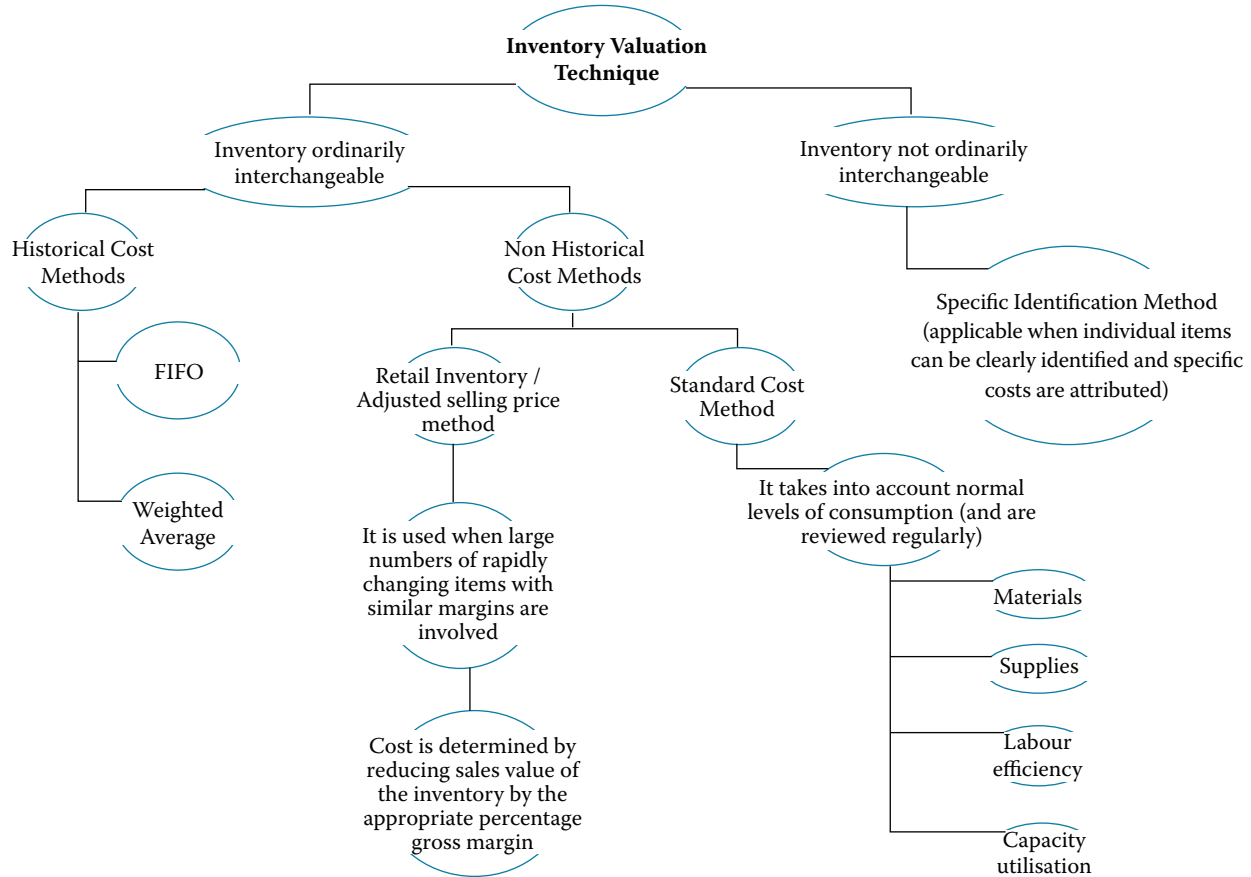 Inventory Valuation
Technique
Inventory ordinarily
interchangeable
Inventory not ordinarily
interchangeable
Historical Cost
Methods
Non Historical
Cost Methods
Specific Identification Method
(applicable when individual items
can be clearly identified and specific
costs are attributed)
FIFO
Weighted
Average
Retail Inventory /
Adjusted selling price
method
Standard Cost
Method
It is used when large
numbers of rapidly
changing items with
similar margins are
involved
Cost is determined by
reducing sales value of
the inventory by the
appropriate percentage
gross margin
It takes into account normal
levels of consumption (and are
reviewed regularly)
Materials
Supplies
Labour
efficiency
Capacity
utilisation